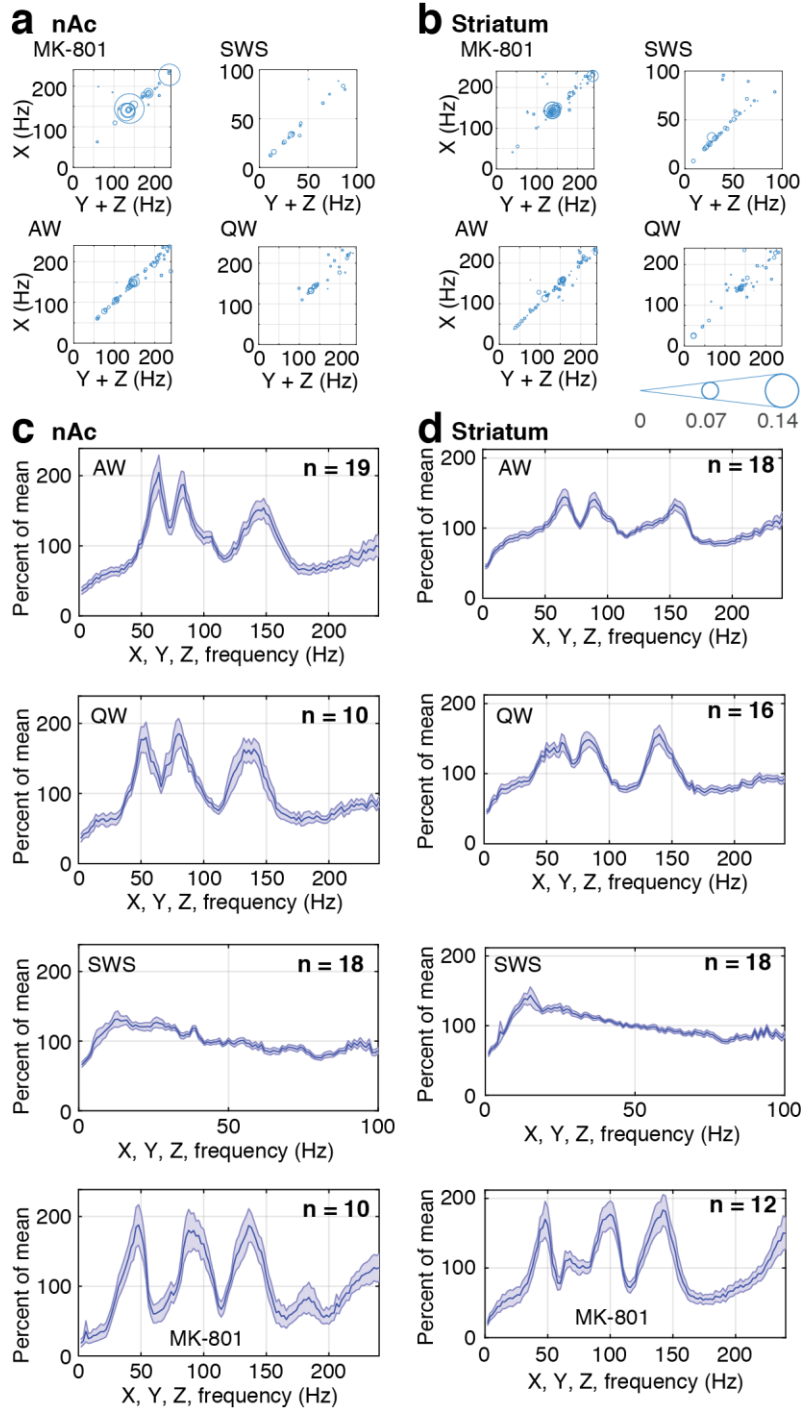 a nAc
MK-801
SWS
X (Hz)
200
100
0
0 100 200
Y + Z (Hz)
100
50
0
0 50 100
Y + Z (Hz)
AW
QW
X (Hz)
200
100
0
0 100 200
Y + Z (Hz)
200
100
0
0 100 200
Y + Z (Hz)
b Striatum
MK-801
SWS
X (Hz)
200
100
0
0 100 200
Y + Z (Hz)
100
50
0
0 50 100
Y + Z (Hz)
AW
QW
X (Hz)
200
100
0
0 100 200
Y + Z (Hz)
200
100
0
0 100 200
Y + Z (Hz)
0 0.07 0.14
c nAc
AW
n = 19
Percent of mean
200
100
0
0 50 100 150 200
X, Y, Z, frequency (Hz)
QW
n = 10
Percent of mean
200
100
0
0 50 100 150 200
X, Y, Z, frequency (Hz)
SWS
n = 18
Percent of mean
200
100
0
0 50 100
X, Y, Z, frequency (Hz)
n = 10
MK-801
Percent of mean
200
100
0
0 50 100 150 200
X, Y, Z, frequency (Hz)
d Striatum
AW
n = 18
Percent of mean
200
100
0
0 50 100 150 200
X, Y, Z, frequency (Hz)
QW
n = 16
Percent of mean
200
100
0
0 50 100 150 200
X, Y, Z, frequency (Hz)
SWS
n = 18
Percent of mean
200
100
0
0 50 100
X, Y, Z, frequency (Hz)
n = 12
MK-801
Percent of mean
200
100
0
0 50 100 150 200
X, Y, Z, frequency (Hz)